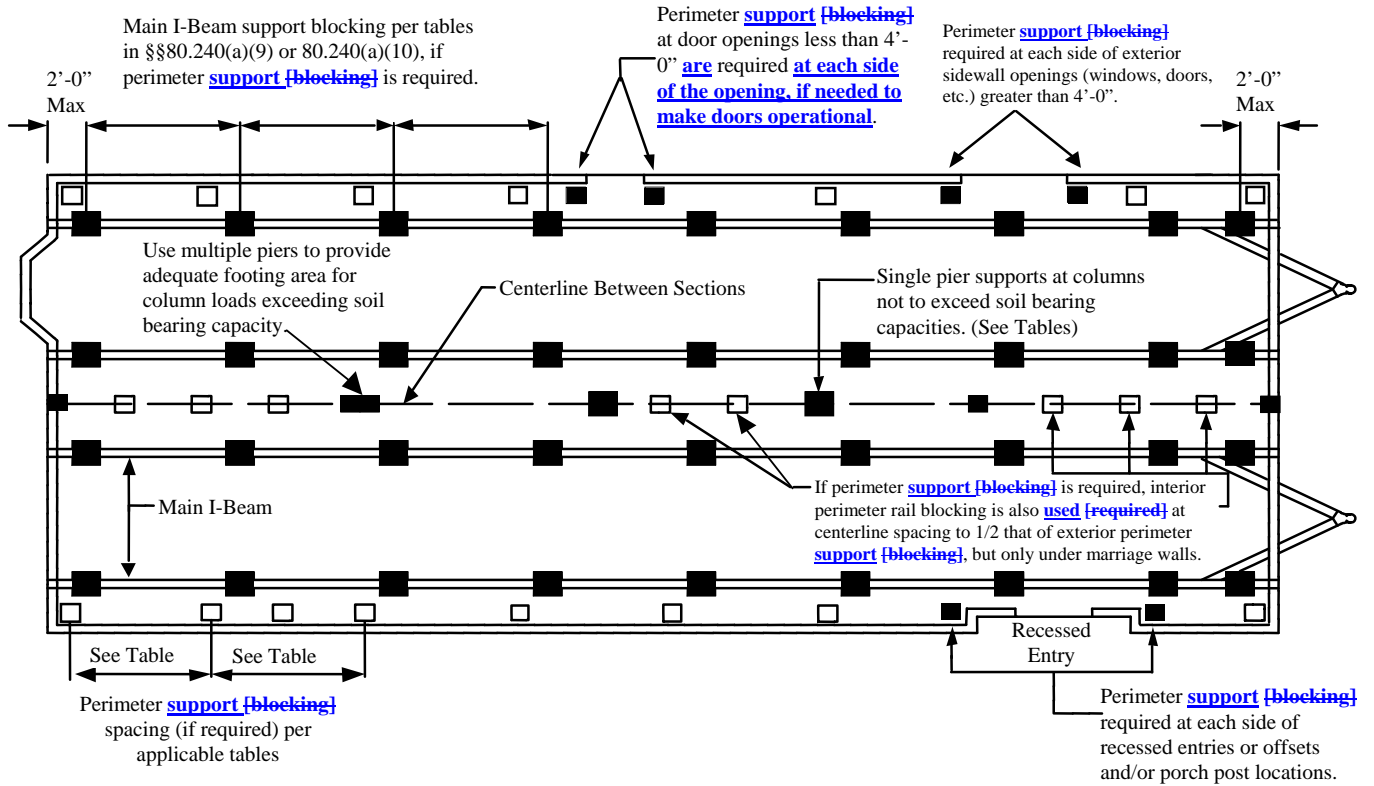 Main I-Beam support blocking per tables
in §§80.240(a)(9) or 80.240(a)(10), if
perimeter support [blocking] is required.
2’-0”
Max
Perimeter support [blocking]
at door openings less than 4’-
0” are required at each side
of the opening, if needed to
make doors operational.
Perimeter support [blocking]
required at each side of exterior
sidewall openings (windows, doors,
etc.) greater than 4’-0”.
2’-0”
Max
Use multiple piers to provide
adequate footing area for
column loads exceeding soil
bearing capacity.
Centerline Between Sections
Single pier supports at columns
not to exceed soil bearing
capacities. (See Tables)
Main I-Beam
If perimeter support [blocking] is required, interior
perimeter rail blocking is also used [required] at
centerline spacing to 1/2 that of exterior perimeter
support [blocking], but only under marriage walls.
Recessed
Entry
See Table
See Table
Perimeter support [blocking]
spacing (if required) per
applicable tables
Perimeter support [blocking]
required at each side of
recessed entries or offsets
and/or porch post locations.